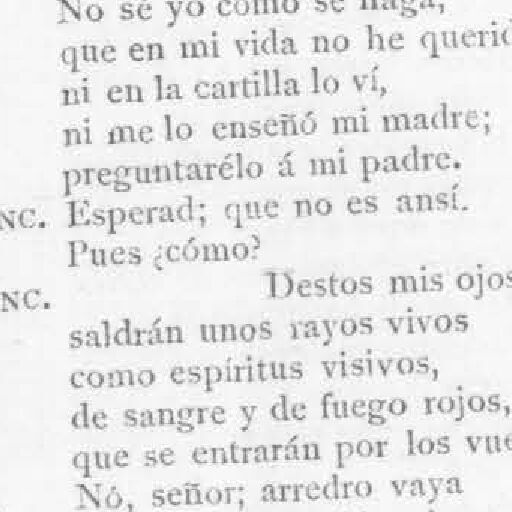 No sé yo cómo se haga,
que en mi vida no he querid
ni en la cartilla lo ví,
ni me lo enseñó mi madre;
preguntarélo á mi padre.
NC. Esperad; que no es ansí.
Pues ¿cómo?
NC. Destos mis ojos
saldrán unos rayos vivos
como espíritus visivos,
de sangre y de fuego rojos,
que se entrarán por los vue
Nó, señor; arredro vaya